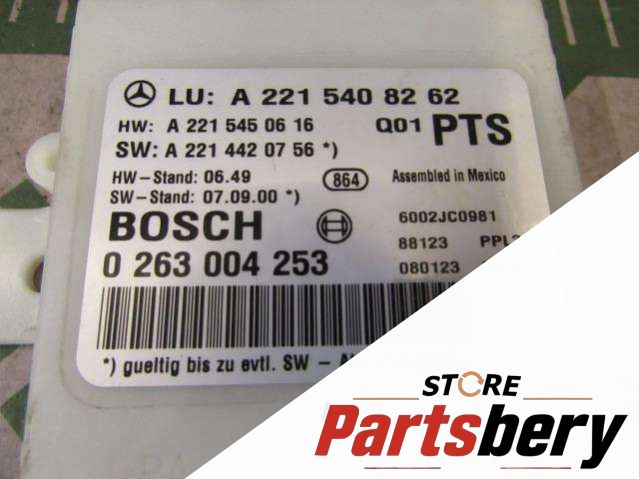 LU: A 221 540 82 62
HW: A 221 545 06 16 Q01 PTS
SW: A 221 442 07 56 *)
HW-Stand: 06.49 864 Assembled in Mexico
SW-Stand: 07.09.00 *)
BOSCH 6002JC0981
88123
0 263 004 253
080123
*) gueltig bis zu evtl. SW -
STORE
Partsbery